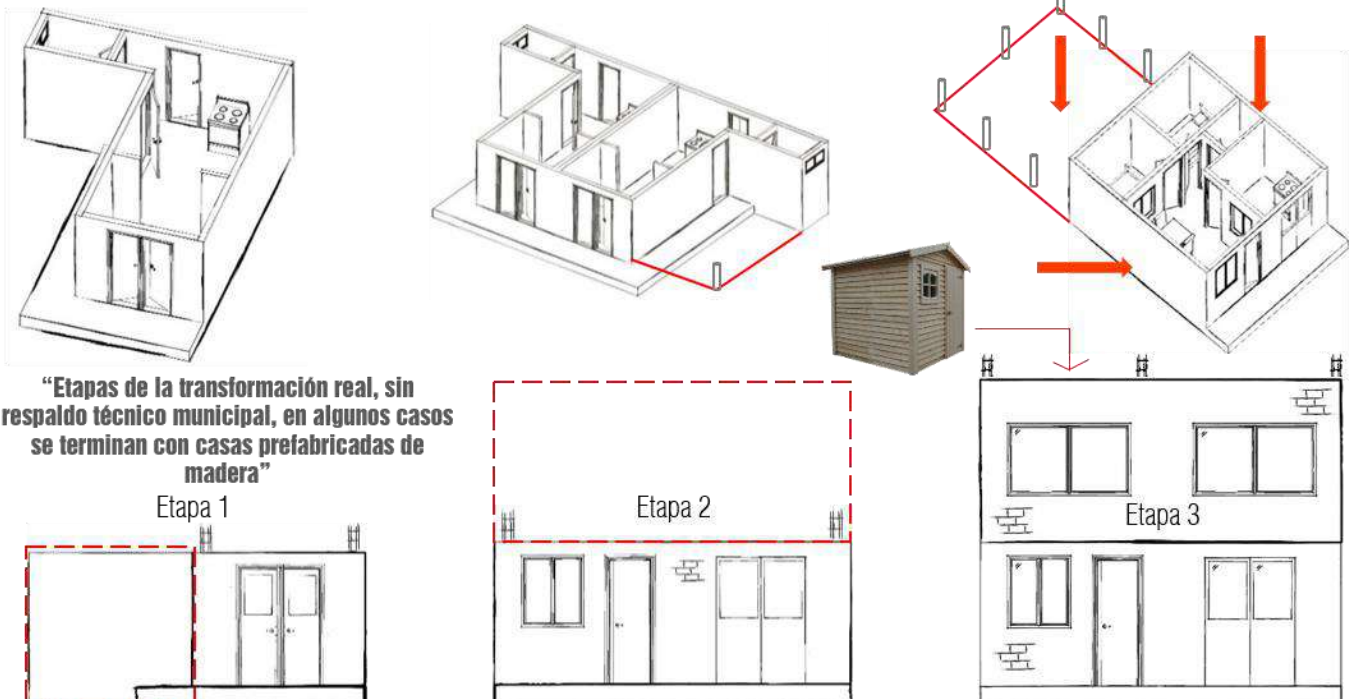 “Etapas de la transformación real, sin
respaldo técnico municipal, en algunos casos
se terminan con casas prefabricadas de
madera”
Etapa 1
Etapa 2
Etapa 3